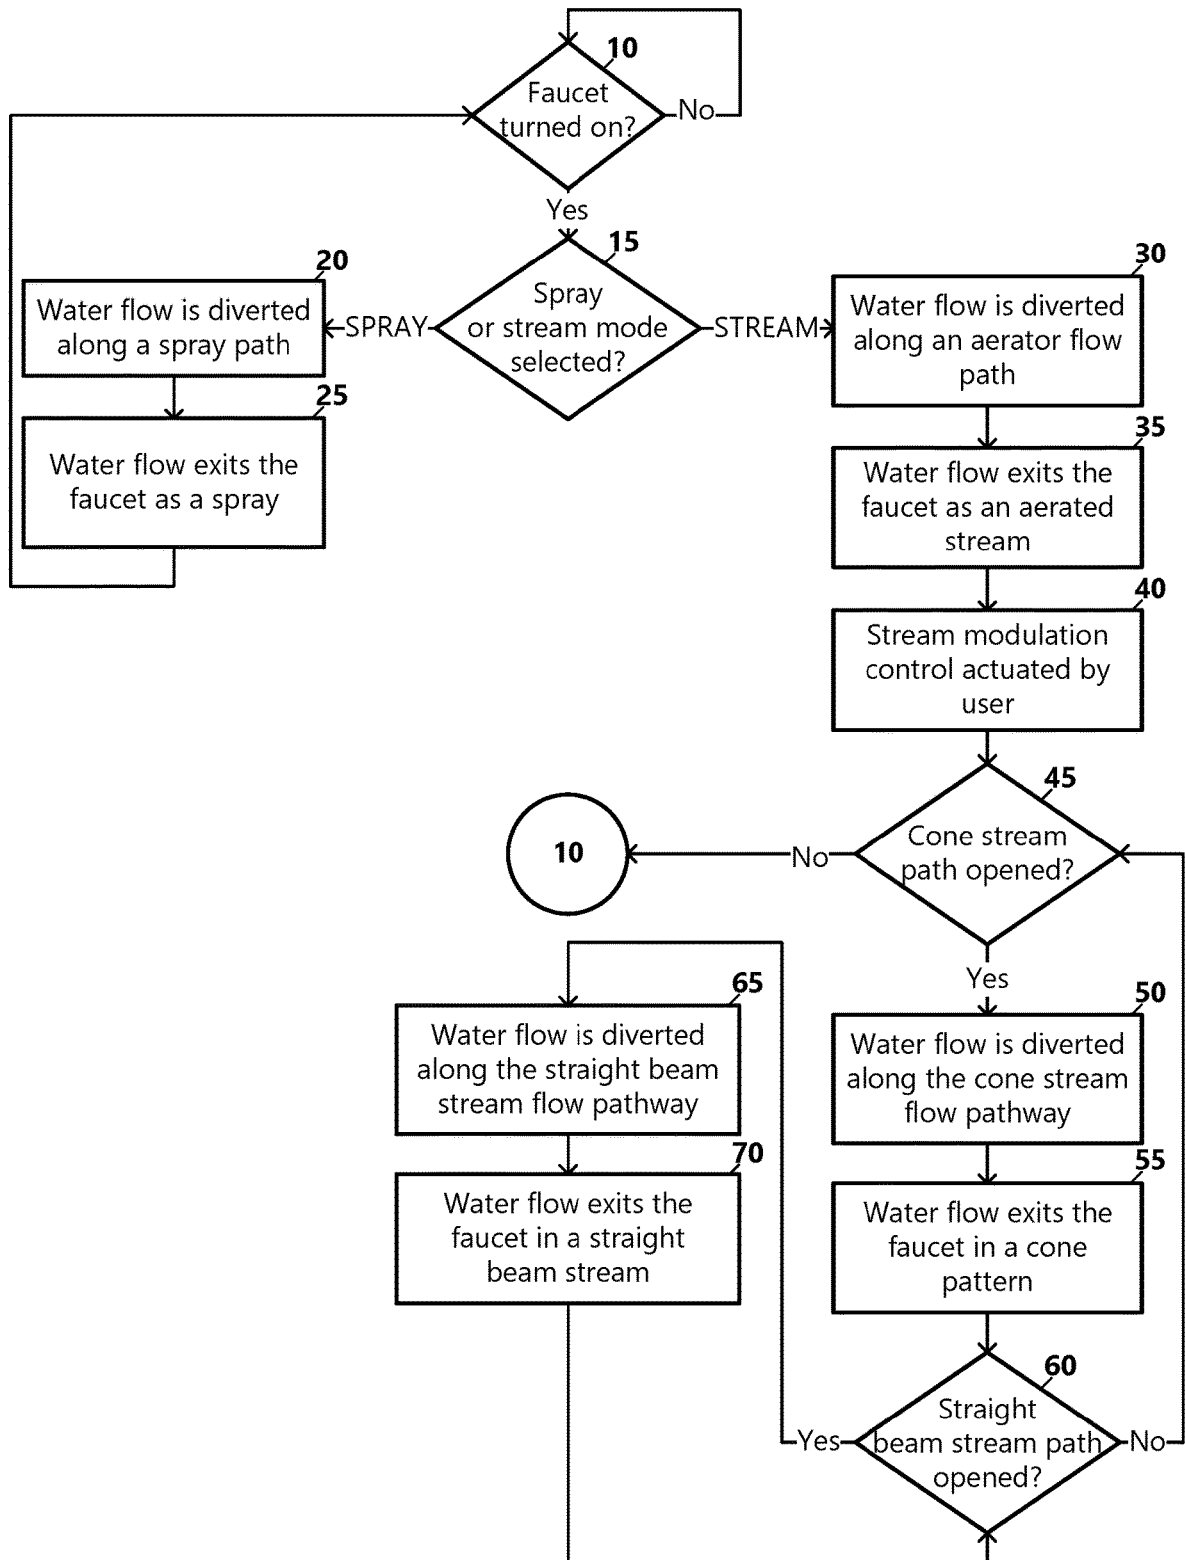 10
Faucet
turned on?
No
Yes
15
Spray
or stream mode
selected?
SPRAY
STREAM
20
Water flow is diverted
along a spray path
25
Water flow exits the
faucet as a spray
30
Water flow is diverted
along an aerator flow
path
35
Water flow exits the
faucet as an aerated
stream
40
Stream modulation
control actuated by
user
45
Cone stream
path opened?
No
10
Yes
50
Water flow is diverted
along the cone stream
flow pathway
55
Water flow exits the
faucet in a cone
pattern
60
Straight
beam stream path
opened?
No
Yes
65
Water flow is diverted
along the straight beam
stream flow pathway
70
Water flow exits the
faucet in a straight
beam stream